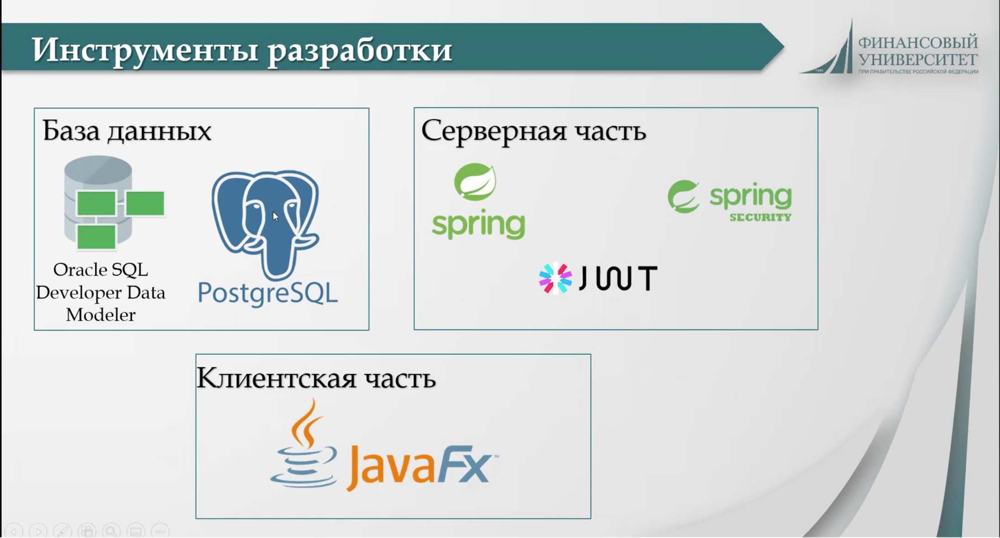 Инструменты разработки
ФИНАНСОВЫЙ
УНИВЕРСИТЕТ
ПРИ ПРАВИТЕЛЬСТВЕ РОССИЙСКОЙ ФЕДЕРАЦИИ
База данных
Oracle SQL
Developer Data
Modeler
PostgreSQL
Серверная часть
spring
spring
SECURITY
JWT
Клиентская часть
JavaFx™